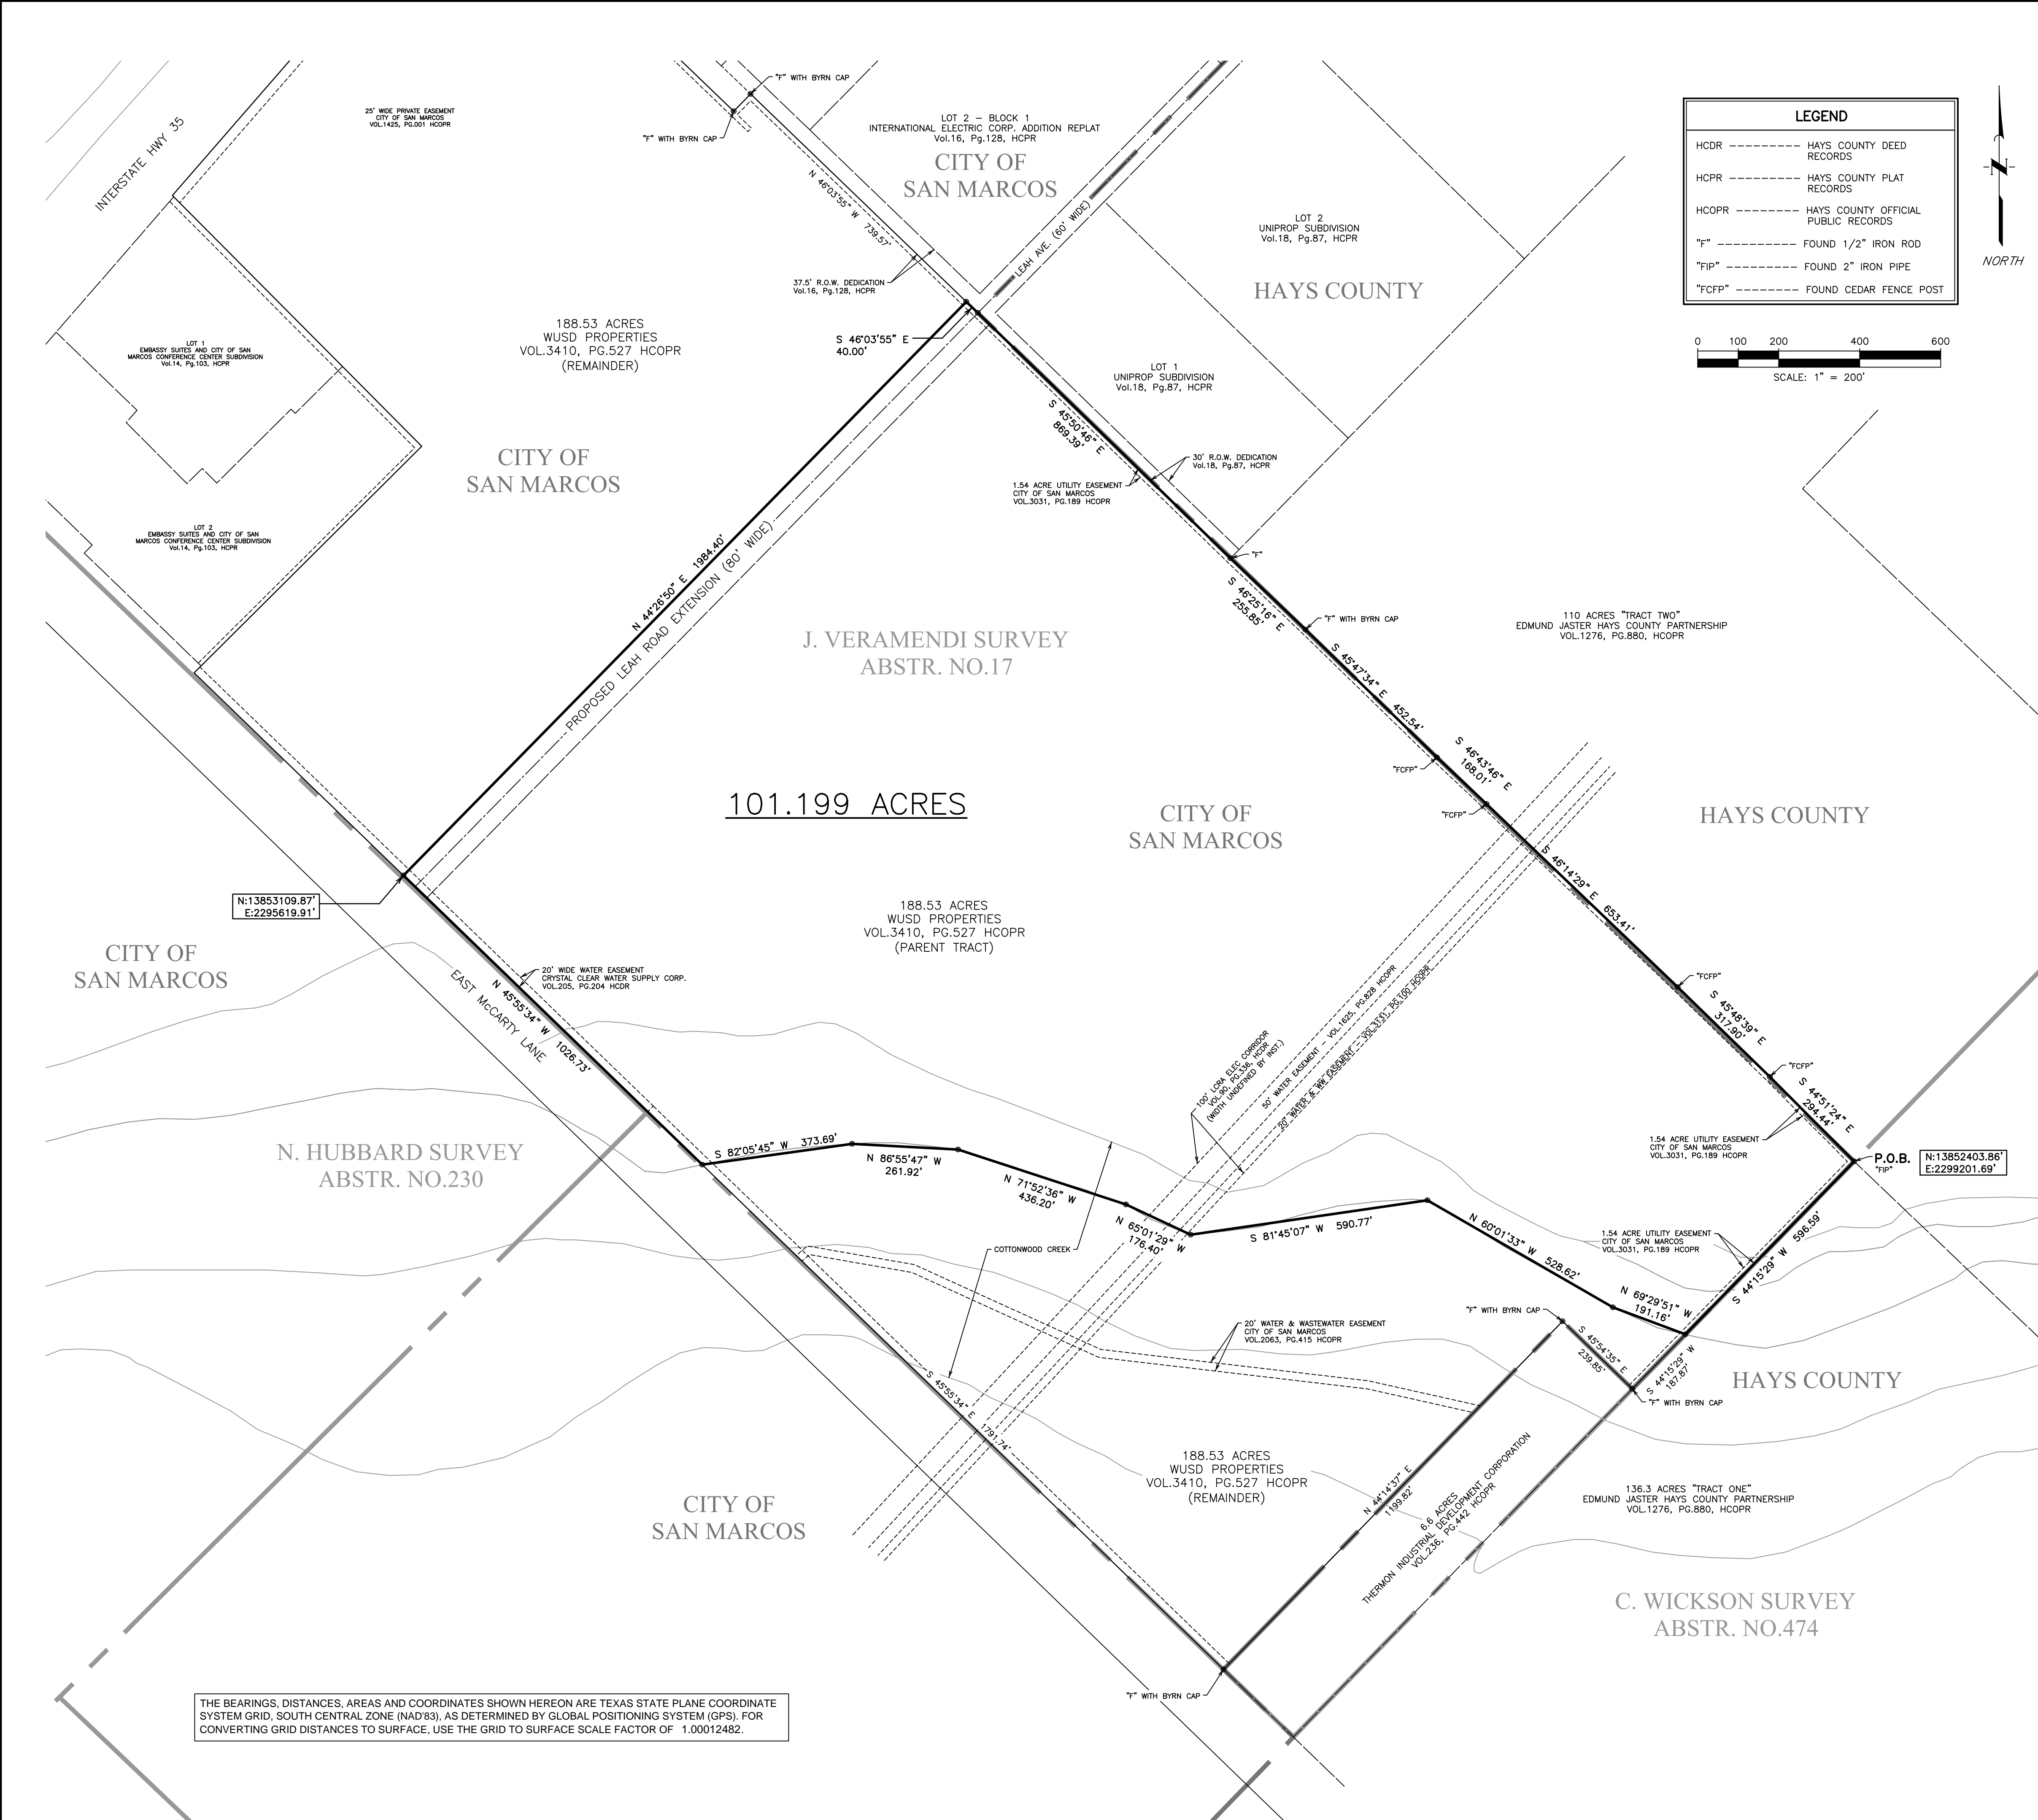 "F" WITH BYRN CAP
"F" WITH BYRN CAP
25' WIDE PRIVATE EASEMENT
CITY OF SAN MARCOS
VOL.1425, PG.001 HCOPR
INTERSTATE HWY 35
LOT 2 – BLOCK 1
INTERNATIONAL ELECTRIC CORP. ADDITION REPLAT
Vol.16, Pg.128, HCPR
CITY OF
SAN MARCOS
N 46°03'55" W 739.57'
LEAH AVE. (60' WIDE)
37.5' R.O.W. DEDICATION
Vol.16, Pg.128, HCPR
LOT 2
UNIPROP SUBDIVISION
Vol.18, Pg.87, HCPR
HAYS COUNTY
LEGEND
HCDR --------- HAYS COUNTY DEED
RECORDS
HCPR --------- HAYS COUNTY PLAT
RECORDS
HCOPR -------- HAYS COUNTY OFFICIAL
PUBLIC RECORDS
"F" ---------- FOUND 1/2" IRON ROD
"FIP" --------- FOUND 2" IRON PIPE
"FCFP" -------- FOUND CEDAR FENCE POST
N
NORTH
0 100 200 400 600
SCALE: 1" = 200'
188.53 ACRES
WUSD PROPERTIES
VOL.3410, PG.527 HCOPR
(REMAINDER)
S 46°03'55" E
40.00'
LOT 1
EMBASSY SUITES AND CITY OF SAN
MARCOS CONFERENCE CENTER SUBDIVISION
Vol.14, Pg.103, HCPR
LOT 1
UNIPROP SUBDIVISION
Vol.18, Pg.87, HCPR
S 45°50'46" E
869.39'
30' R.O.W. DEDICATION
Vol.18, Pg.87, HCPR
1.54 ACRE UTILITY EASEMENT
CITY OF SAN MARCOS
VOL.3031, PG.189 HCOPR
CITY OF
SAN MARCOS
LOT 2
EMBASSY SUITES AND CITY OF SAN
MARCOS CONFERENCE CENTER SUBDIVISION
Vol.14, Pg.103, HCPR
N 44°26'50" E 1984.40'
PROPOSED LEAH ROAD EXTENSION (80' WIDE)
"F"
S 46°25'16" E
255.85'
"F" WITH BYRN CAP
110 ACRES "TRACT TWO"
EDMUND JASTER HAYS COUNTY PARTNERSHIP
VOL.1276, PG.880, HCOPR
J. VERAMENDI SURVEY
ABSTR. NO.17
S 45°47'34" E 452.54'
"FCFP"
S 46°43'46" E
168.01'
"FCFP"
101.199 ACRES
CITY OF
SAN MARCOS
HAYS COUNTY
S 46°14'29" E 653.41'
N:13853109.87'
E:2295619.91'
188.53 ACRES
WUSD PROPERTIES
VOL.3410, PG.527 HCOPR
(PARENT TRACT)
CITY OF
SAN MARCOS
20' WIDE WATER EASEMENT
CRYSTAL CLEAR WATER SUPPLY CORP.
VOL.205, PG.204 HCDR
N 45°55'34" W 1026.73'
EAST McCARTY LANE
"FCFP"
S 45°48'39" E
317.90'
"FCFP"
S 44°51'24" E
294.44'
100' LCRA ELEC CORRIDOR
VOL.90, PG.336, HCDR
(WIDTH UNDEFINED BY INST.)
50' WATER EASEMENT - VOL.1625, PG.828 HCOPR
1.54 ACRE UTILITY EASEMENT
CITY OF SAN MARCOS
VOL.3031, PG.189 HCOPR
P.O.B.
"FIP"
N:13852403.86'
E:2299201.69'
N. HUBBARD SURVEY
ABSTR. NO.230
S 82°05'45" W 373.69'
N 86°55'47" W
261.92'
N 71°52'36" W
436.20'
N 65°01'29" W
176.40'
S 81°45'07" W 590.77'
N 60°01'33" W 528.62'
1.54 ACRE UTILITY EASEMENT
CITY OF SAN MARCOS
VOL.3031, PG.189 HCOPR
S 44°15'29" W 596.59'
COTTONWOOD CREEK
N 69°29'51" W
191.16'
"F" WITH BYRN CAP
20' WATER & WASTEWATER EASEMENT
CITY OF SAN MARCOS
VOL.2063, PG.415 HCOPR
S 45°54'35" E
239.85'
S 44°15'29" W
187.87'
"F" WITH BYRN CAP
HAYS COUNTY
S 45°55'34" E 1791.74'
188.53 ACRES
WUSD PROPERTIES
VOL.3410, PG.527 HCOPR
(REMAINDER)
N 44°14'37" E
1199.82'
6.6 ACRES
THERMON INDUSTRIAL DEVELOPMENT CORPORATION
VOL.236, PG.442 HCOPR
136.3 ACRES "TRACT ONE"
EDMUND JASTER HAYS COUNTY PARTNERSHIP
VOL.1276, PG.880, HCOPR
CITY OF
SAN MARCOS
C. WICKSON SURVEY
ABSTR. NO.474
"F" WITH BYRN CAP
THE BEARINGS, DISTANCES, AREAS AND COORDINATES SHOWN HEREON ARE TEXAS STATE PLANE COORDINATE
SYSTEM GRID, SOUTH CENTRAL ZONE (NAD'83), AS DETERMINED BY GLOBAL POSITIONING SYSTEM (GPS). FOR
CONVERTING GRID DISTANCES TO SURFACE, USE THE GRID TO SURFACE SCALE FACTOR OF 1.00012482.